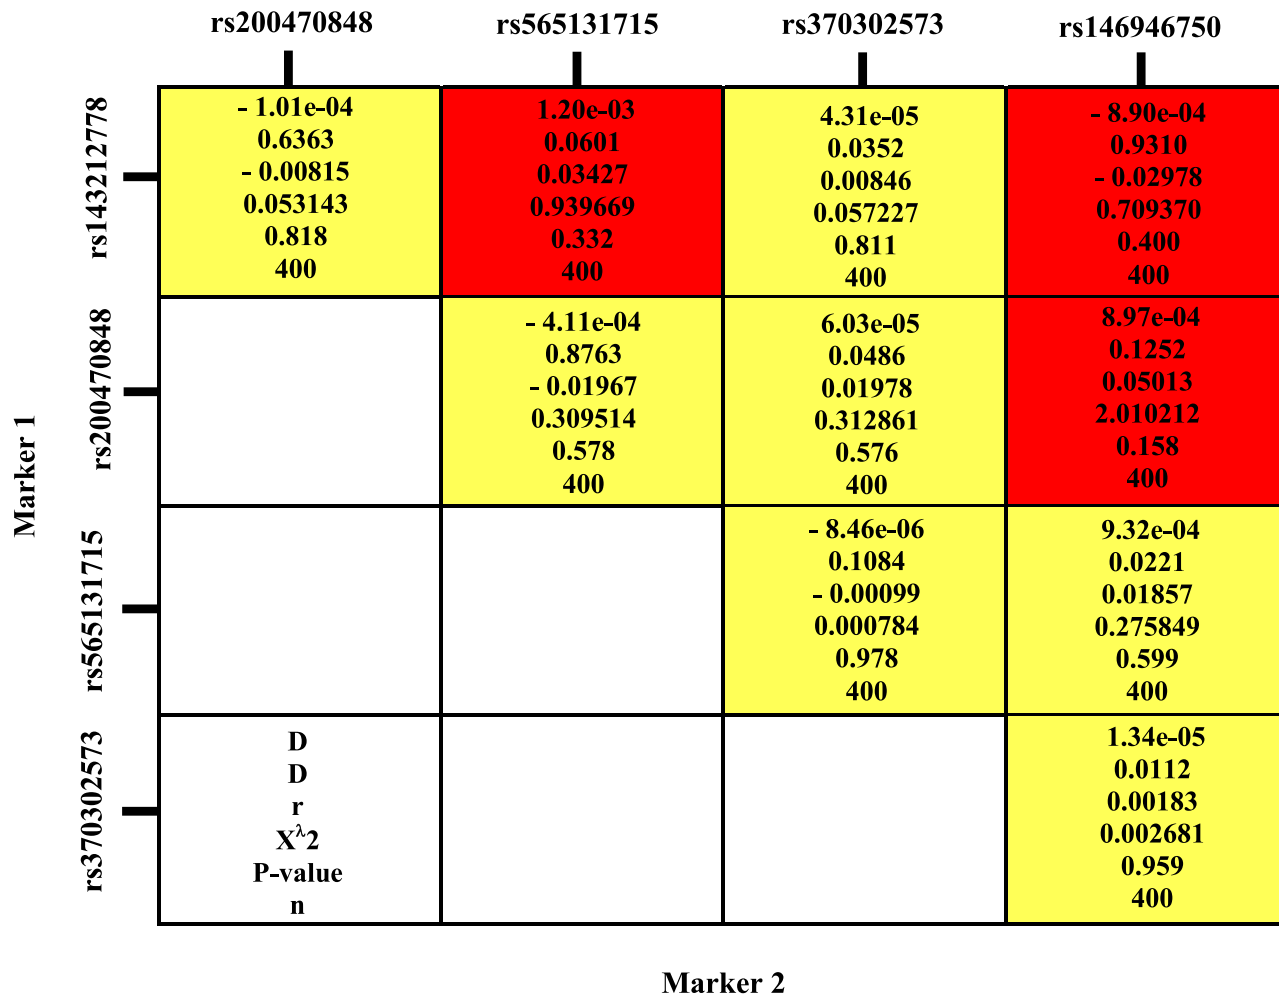 rs200470848
rs565131715
rs370302573
rs146946750
rs143212778
- 1.01e-04
0.6363
- 0.00815
0.053143
0.818
400
1.20e-03
0.0601
0.03427
0.939669
0.332
400
4.31e-05
0.0352
0.00846
0.057227
0.811
400
- 8.90e-04
0.9310
- 0.02978
0.709370
0.400
400
Marker 1
rs200470848
- 4.11e-04
0.8763
- 0.01967
0.309514
0.578
400
6.03e-05
0.0486
0.01978
0.312861
0.576
400
8.97e-04
0.1252
0.05013
2.010212
0.158
400
rs565131715
- 8.46e-06
0.1084
- 0.00099
0.000784
0.978
400
9.32e-04
0.0221
0.01857
0.275849
0.599
400
rs370302573
D
D
r
X^λ2
P-value
n
1.34e-05
0.0112
0.00183
0.002681
0.959
400
Marker 2